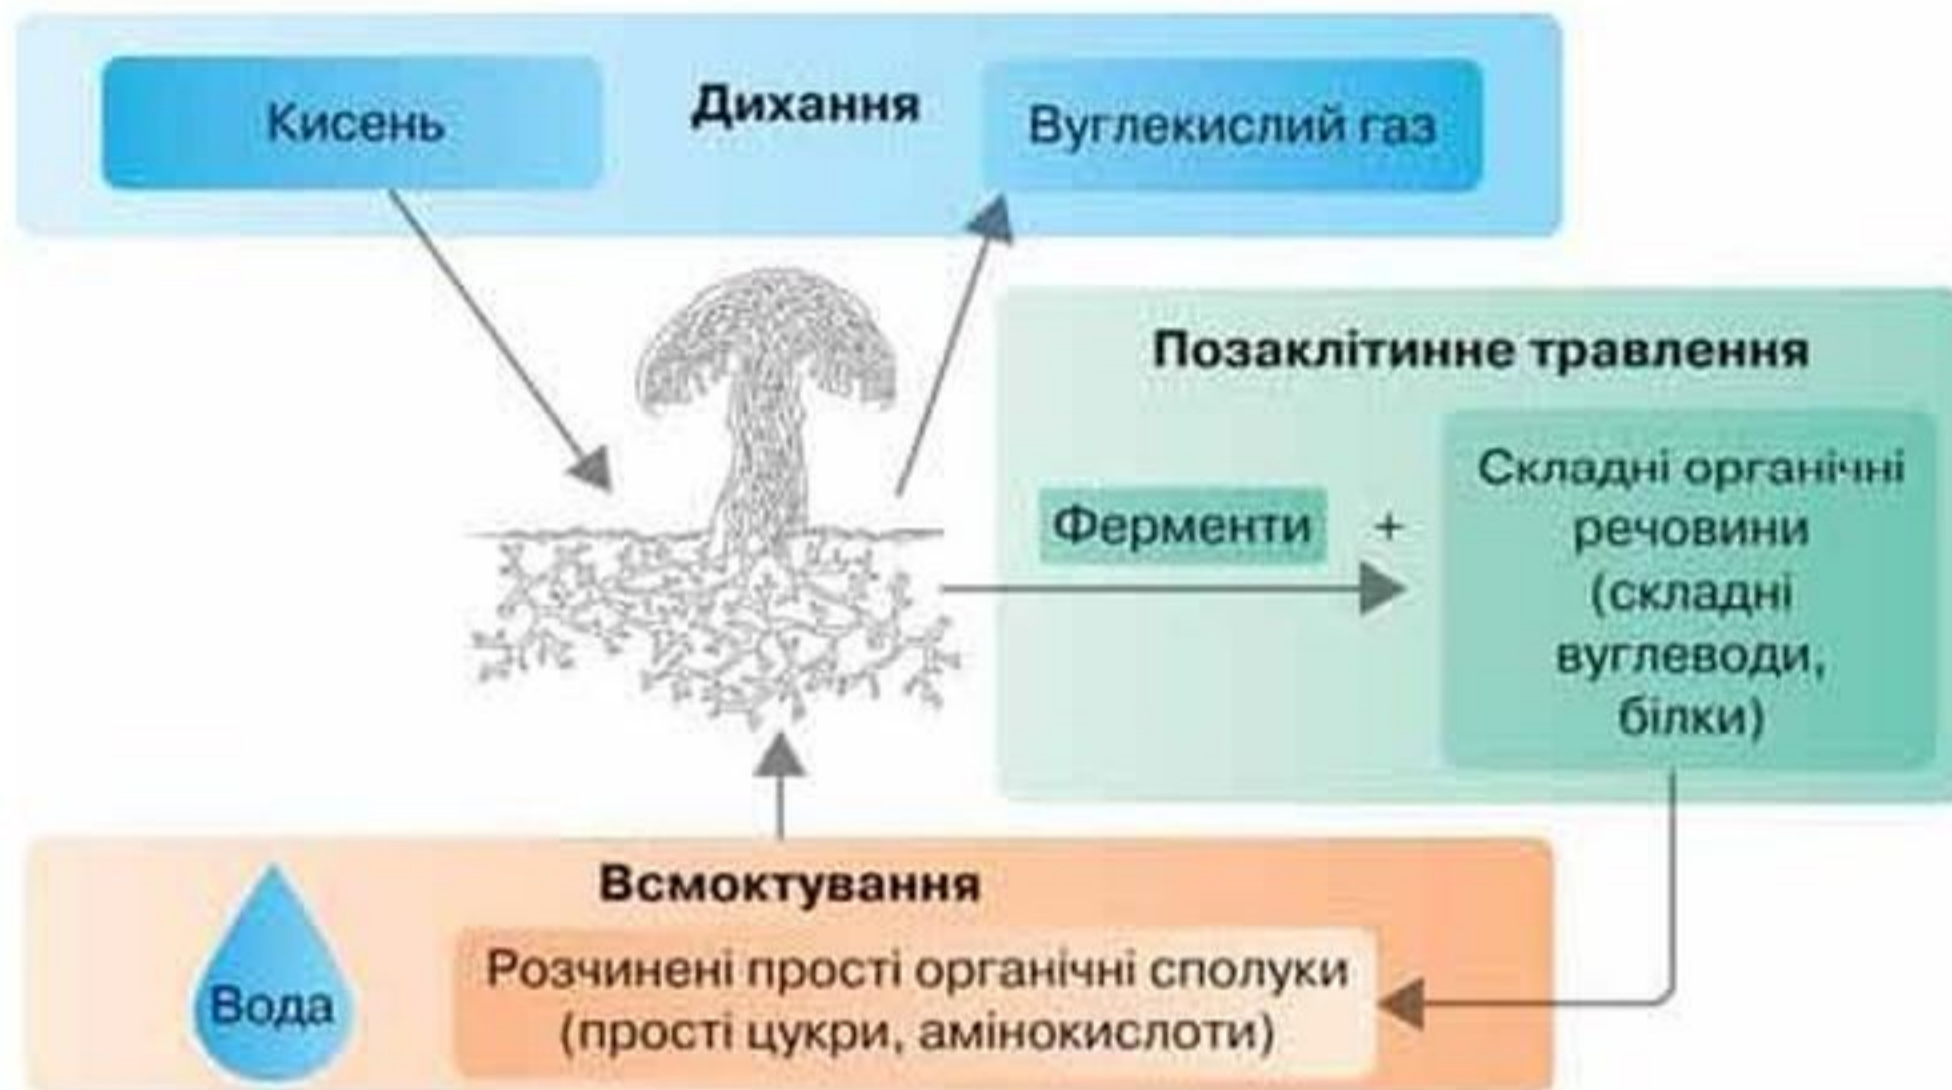 Кисень
Дихання
Вуглекислий газ
Позаклітинне травлення
Ферменти
+
Складні органічні
речовини
(складні
вуглеводи,
білки)
Всмоктування
Вода
Розчинені прості органічні сполуки
(прості цукри, амінокислоти)